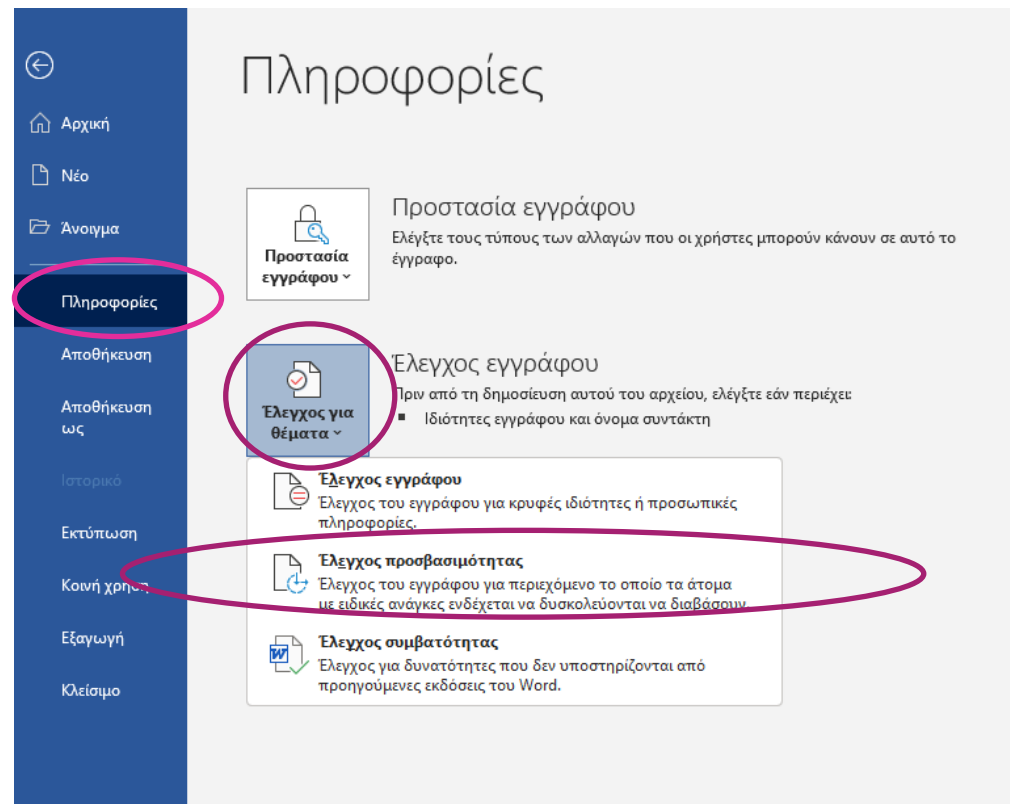 Πληροφορίες
Αρχική
Νέο
Άνοιγμα
Πληροφορίες
Αποθήκευση
Αποθήκευση
ως
Ιστορικό
Εκτύπωση
Κοινή χρήση
Εξαγωγή
Κλείσιμο
Προστασία
εγγράφου
Προστασία εγγράφου
Ελέγξτε τους τύπους των αλλαγών που οι χρήστες μπορούν κάνουν σε αυτό το
έγγραφο.
Έλεγχος για
θέματα
Έλεγχος εγγράφου
Πριν από τη δημοσίευση αυτού του αρχείου, ελέγξτε εάν περιέχει:
Ιδιότητες εγγράφου και όνομα συντάκτη
Έλεγχος εγγράφου
Έλεγχος του εγγράφου για κρυφές ιδιότητες ή προσωπικές
πληροφορίες.
Έλεγχος προσβασιμότητας
Έλεγχος του εγγράφου για περιεχόμενο το οποίο τα άτομα
με ειδικές ανάγκες ενδέχεται να δυσκολεύονται να διαβάσουν.
Έλεγχος συμβατότητας
Έλεγχος για δυνατότητες που δεν υποστηρίζονται από
προηγούμενες εκδόσεις του Word.